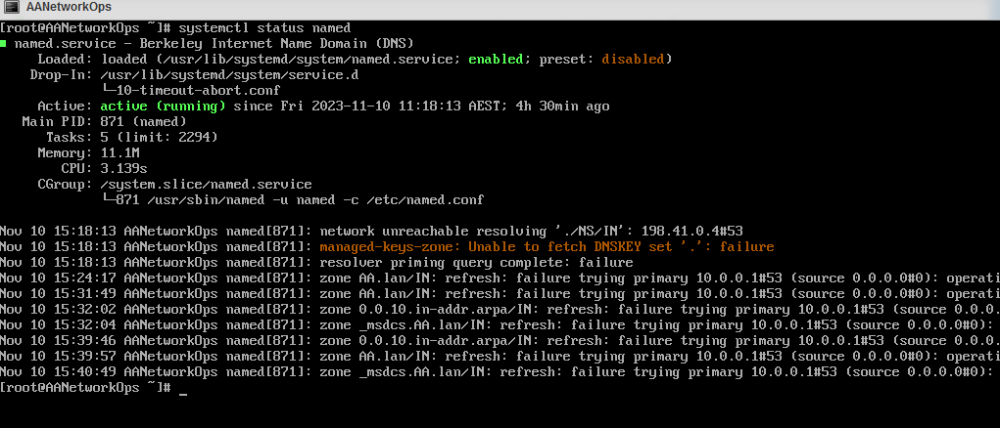 AANetworkOps
[root@AANetworkOps ~]# systemctl status named
■ named.service - Berkeley Internet Name Domain (DNS)
Loaded: loaded (/usr/lib/systemd/system/named.service; enabled; preset: disabled)
Drop-In: /usr/lib/systemd/system/service.d
└─10-timeout-abort.conf
Active: active (running) since Fri 2023-11-10 11:18:13 AEST; 4h 30min ago
Main PID: 871 (named)
Tasks: 5 (limit: 2294)
Memory: 11.1M
CPU: 3.139s
CGroup: /system.slice/named.service
└─871 /usr/sbin/named -u named -c /etc/named.conf
Nov 10 15:18:13 AANetworkOps named[871]: network unreachable resolving './NS/IN': 198.41.0.4#53
Nov 10 15:18:13 AANetworkOps named[871]: managed-keys-zone: Unable to fetch DNSKEY set '.': failure
Nov 10 15:18:13 AANetworkOps named[871]: resolver priming query complete: failure
Nov 10 15:24:17 AANetworkOps named[871]: zone AA.lan/IN: refresh: failure trying primary 10.0.0.1#53 (source 0.0.0.0#0): operati
Nov 10 15:31:49 AANetworkOps named[871]: zone AA.lan/IN: refresh: failure trying primary 10.0.0.1#53 (source 0.0.0.0#0): operati
Nov 10 15:32:02 AANetworkOps named[871]: zone 0.0.10.in-addr.arpa/IN: refresh: failure trying primary 10.0.0.1#53 (source 0.0.0.
Nov 10 15:32:04 AANetworkOps named[871]: zone _msdcs.AA.lan/IN: refresh: failure trying primary 10.0.0.1#53 (source 0.0.0.0#0):
Nov 10 15:39:46 AANetworkOps named[871]: zone 0.0.10.in-addr.arpa/IN: refresh: failure trying primary 10.0.0.1#53 (source 0.0.0.
Nov 10 15:39:57 AANetworkOps named[871]: zone AA.lan/IN: refresh: failure trying primary 10.0.0.1#53 (source 0.0.0.0#0): operati
Nov 10 15:40:49 AANetworkOps named[871]: zone _msdcs.AA.lan/IN: refresh: failure trying primary 10.0.0.1#53 (source 0.0.0.0#0):
[root@AANetworkOps ~]# _